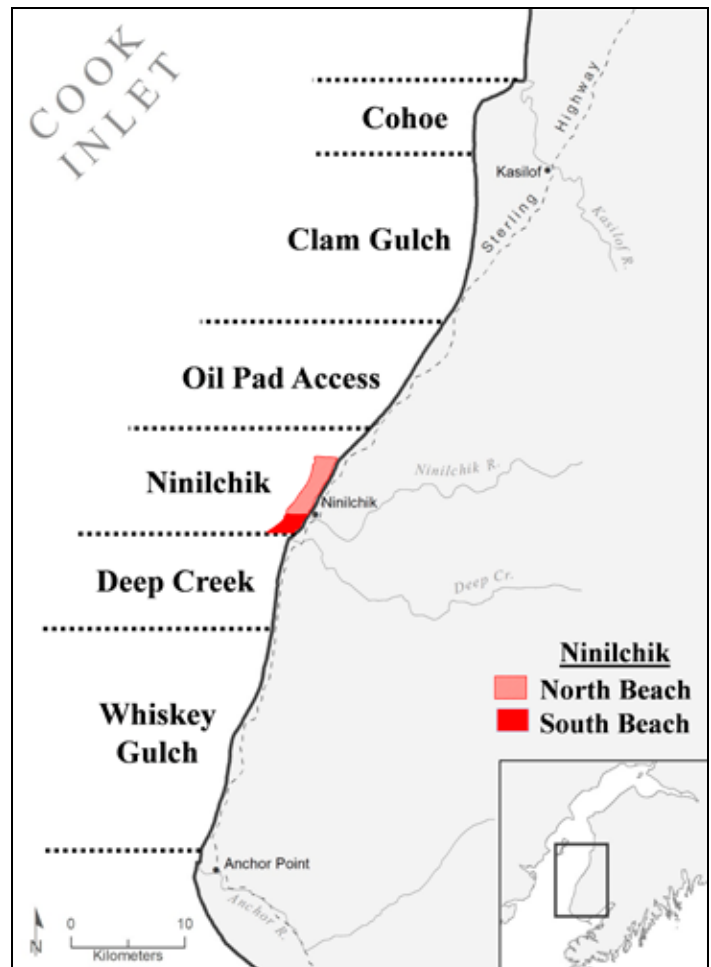 COOK
INLET
Cohoe
Sterling Highway
Kasilof
Kasilof R.
Clam Gulch
Oil Pad Access
Ninilchik
Ninilchik R.
Ninilchik
Deep Creek
Deep Cr.
Ninilchik
North Beach
South Beach
Whiskey
Gulch
Anchor Point
Anchor R.
N
0 10
Kilometers